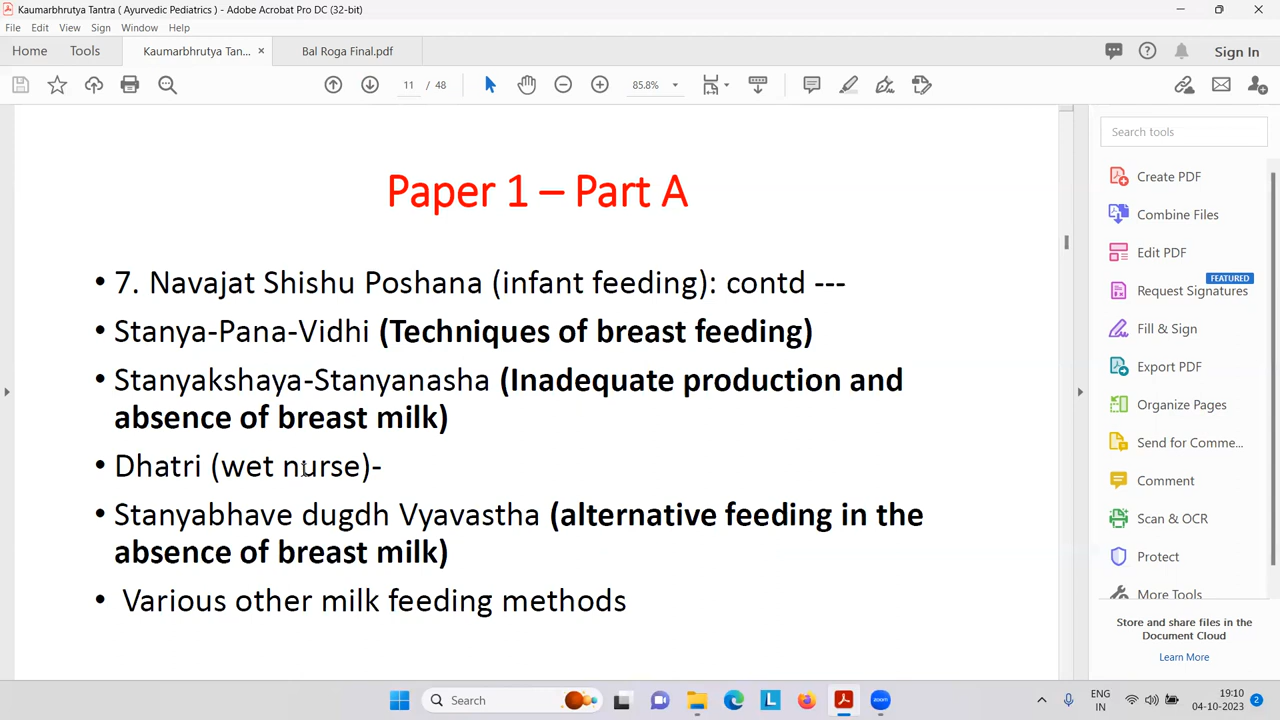 Kaumarbhrutya Tantra ( Ayurvedic Pediatrics ) - Adobe Acrobat Pro DC (32-bit)
File Edit View Sign Window Help
Home Tools Kaumarbhrutya Tan... × Bal Roga Final.pdf Sign In
11 / 48 85.8%
Paper 1 – Part A
• 7. Navajat Shishu Poshana (infant feeding): contd ---
• Stanya-Pana-Vidhi (Techniques of breast feeding)
• Stanyakshaya-Stanyanasha (Inadequate production and
absence of breast milk)
• Dhatri (wet nurse)-
• Stanyabhave dugdh Vyavastha (alternative feeding in the
absence of breast milk)
• Various other milk feeding methods
Search tools
Create PDF
Combine Files
Edit PDF
FEATURED
Request Signatures
Fill & Sign
Export PDF
Organize Pages
Send for Comme...
Comment
Scan & OCR
Protect
More Tools
Store and share files in the
Document Cloud
Learn More
Search
L
ENG
IN
19:10
04-10-2023
2